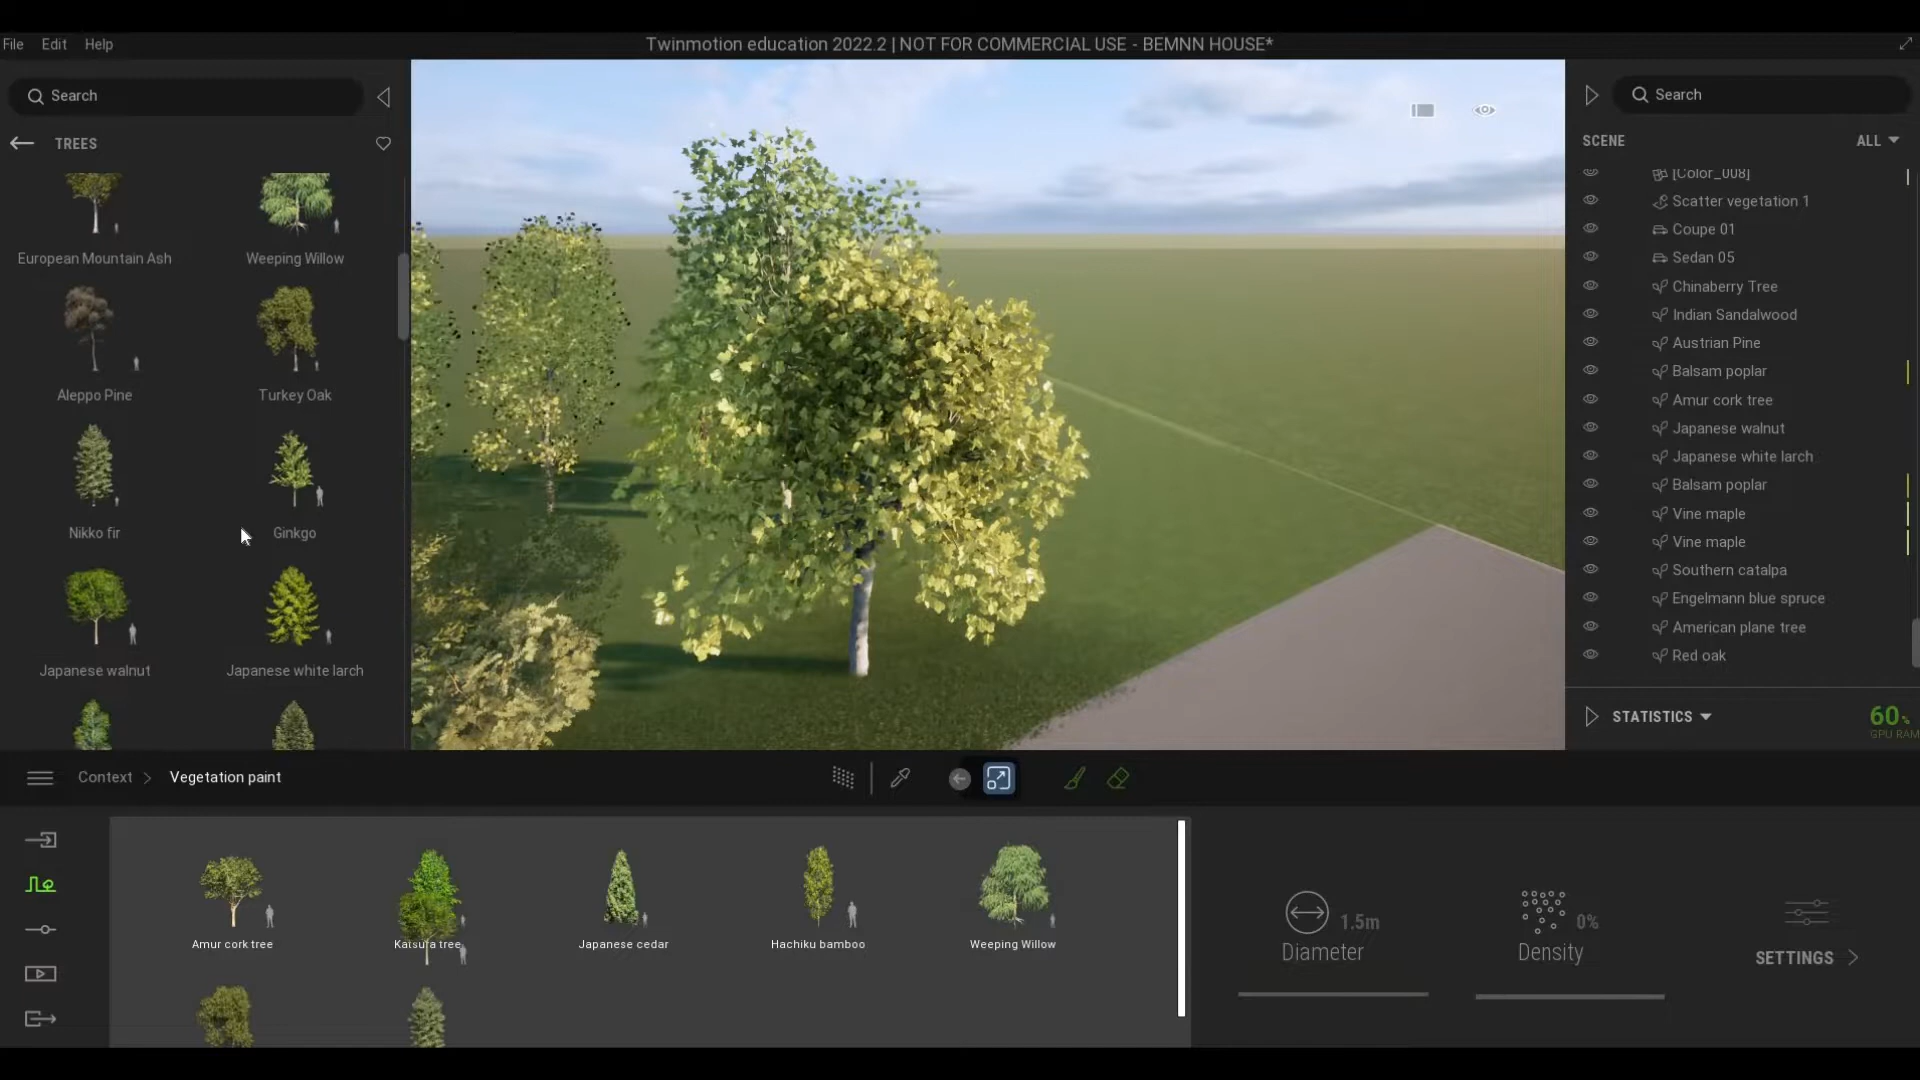 File Edit Help
Twinmotion education 2022.2 | NOT FOR COMMERCIAL USE - BEMNN HOUSE*
Search
TREES
European Mountain Ash
Weeping Willow
Aleppo Pine
Turkey Oak
Nikko fir
Ginkgo
Japanese walnut
Japanese white larch
Search
SCENE
ALL
[Color_008]
Scatter vegetation 1
Coupe 01
Sedan 05
Chinaberry Tree
Indian Sandalwood
Austrian Pine
Balsam poplar
Amur cork tree
Japanese walnut
Japanese white larch
Balsam poplar
Vine maple
Vine maple
Southern catalpa
Engelmann blue spruce
American plane tree
Red oak
STATISTICS
60%
GPU RAM
Context > Vegetation paint
Amur cork tree
Katsura tree
Japanese cedar
Hachiku bamboo
Weeping Willow
1.5m
Diameter
0%
Density
SETTINGS